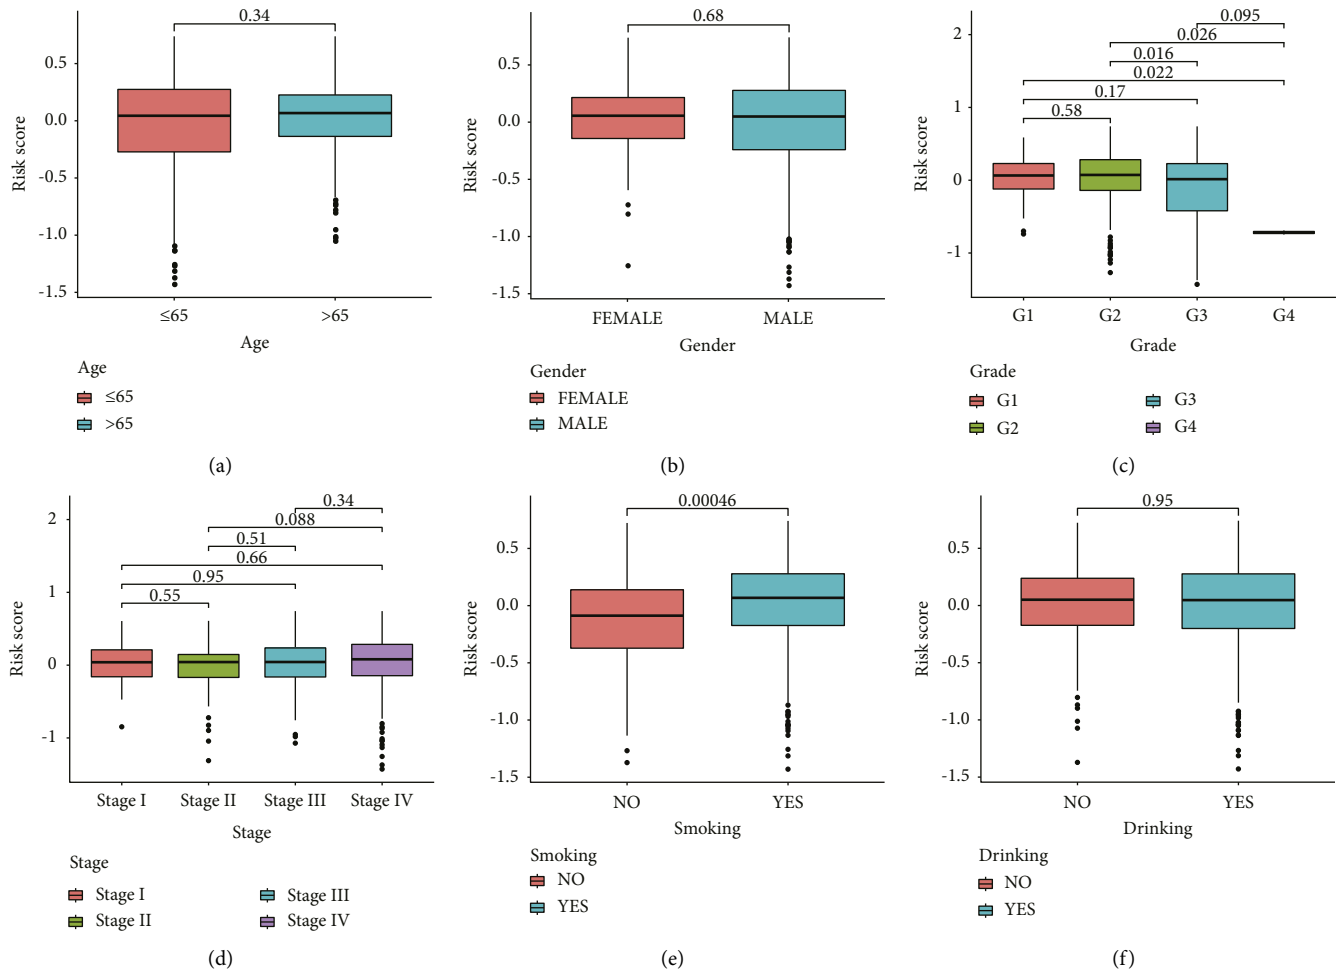 0.34
0.5
0.0
-0.5
-1.0
-1.5
Risk score
≤65
>65
Age
Age
≤65
>65
(a)
0.68
0.5
0.0
-0.5
-1.0
-1.5
Risk score
FEMALE
MALE
Gender
Gender
FEMALE
MALE
(b)
0.095
0.026
0.016
0.022
0.17
0.58
2
1
0
-1
Risk score
G1
G2
G3
G4
Grade
Grade
G1
G3
G2
G4
(c)
0.34
0.088
0.51
0.66
0.95
0.55
2
1
0
-1
Risk score
Stage I
Stage II
Stage III
Stage IV
Stage
Stage
Stage I
Stage III
Stage II
Stage IV
(d)
0.00046
0.5
0.0
-0.5
-1.0
-1.5
Risk score
NO
YES
Smoking
Smoking
NO
YES
(e)
0.95
0.5
0.0
-0.5
-1.0
-1.5
Risk score
NO
YES
Drinking
Drinking
NO
YES
(f)